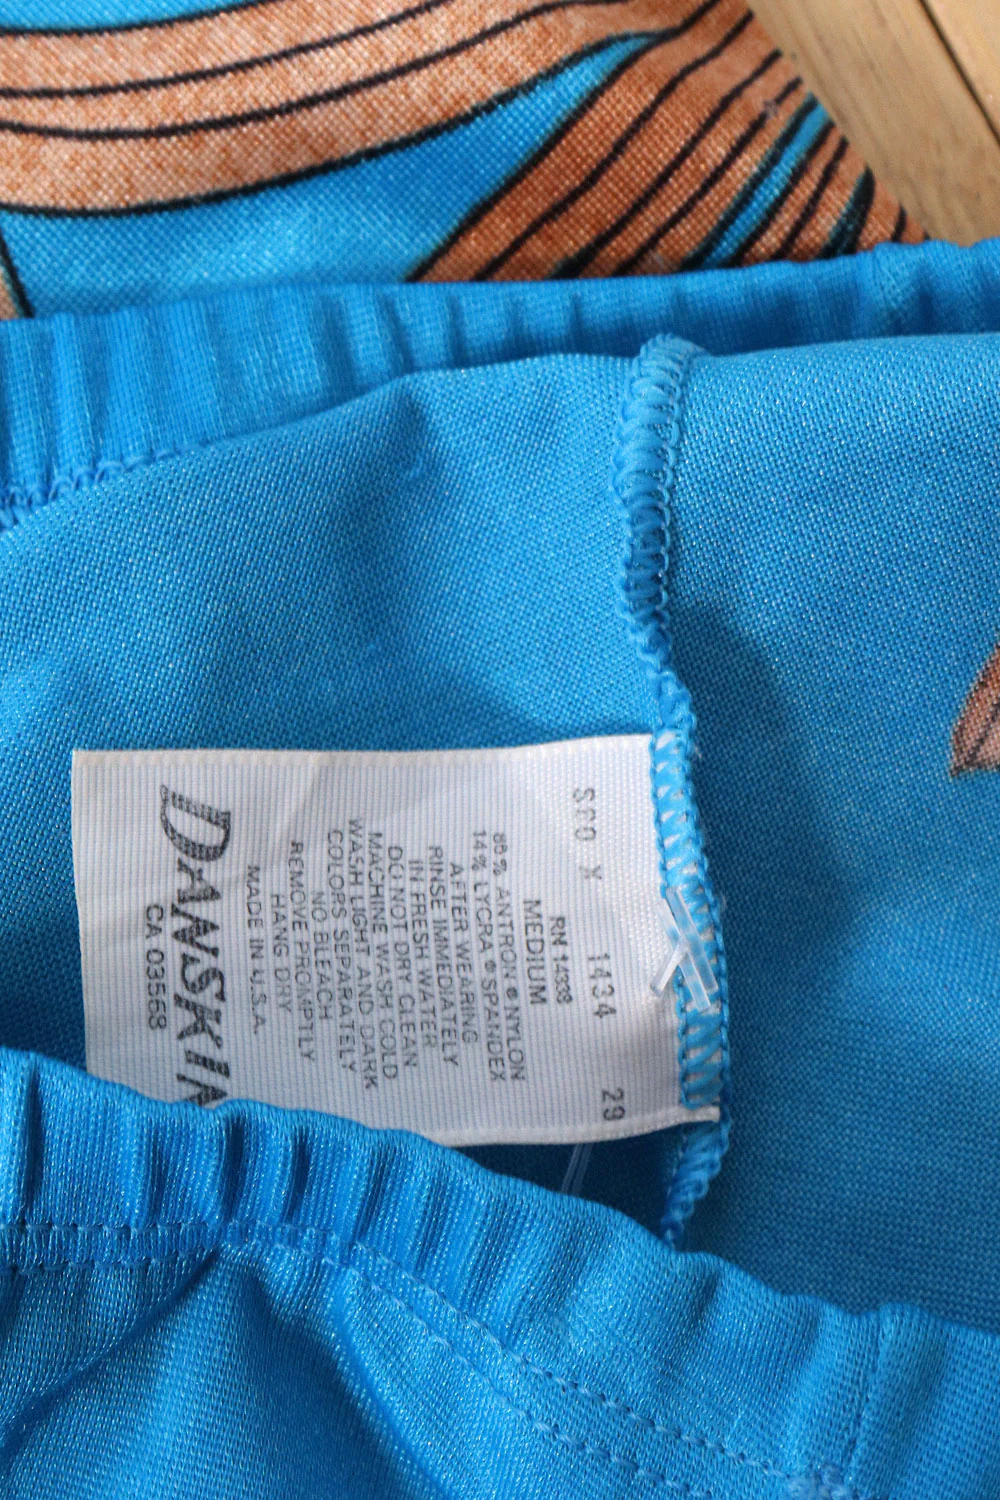 S60 X 1434 29
RN 14338
MEDIUM
86% ANTRON® NYLON
14% LYCRA® SPANDEX
AFTER WEARING
RINSE IMMEDIATELY
IN FRESH WATER
DO NOT DRY CLEAN
MACHINE WASH COLD
WASH LIGHT AND DARK
COLORS SEPARATELY
NO BLEACH
REMOVE PROMPTLY
HANG DRY
MADE IN U.S.A.
DANSKIN
CA 03568